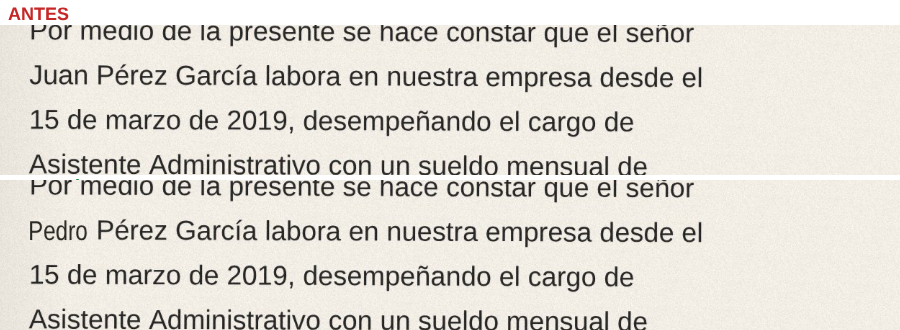 ANTES
Por medio de la presente se hace constar que el señor
Juan Pérez García labora en nuestra empresa desde el
15 de marzo de 2019, desempeñando el cargo de
Asistente Administrativo con un sueldo mensual de
Por medio de la presente se hace constar que el señor
Pedro Pérez García labora en nuestra empresa desde el
15 de marzo de 2019, desempeñando el cargo de
Asistente Administrativo con un sueldo mensual de